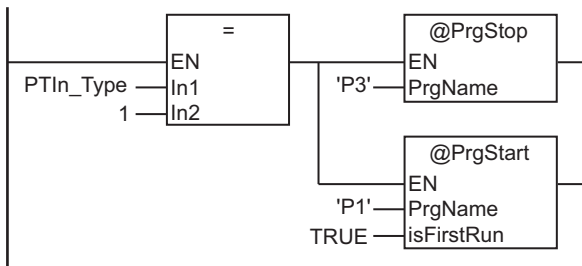 =
EN
PTIn_Type In1
1 In2
@PrgStop
EN
'P3' PrgName
@PrgStart
EN
'P1' PrgName
TRUE isFirstRun